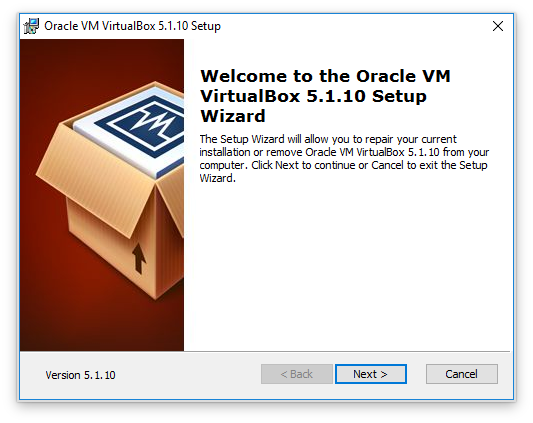 Oracle VM VirtualBox 5.1.10 Setup
Welcome to the Oracle VM
VirtualBox 5.1.10 Setup
Wizard
The Setup Wizard will allow you to repair your current
installation or remove Oracle VM VirtualBox 5.1.10 from your
computer. Click Next to continue or Cancel to exit the Setup
Wizard.
Version 5.1.10
< Back
Next >
Cancel